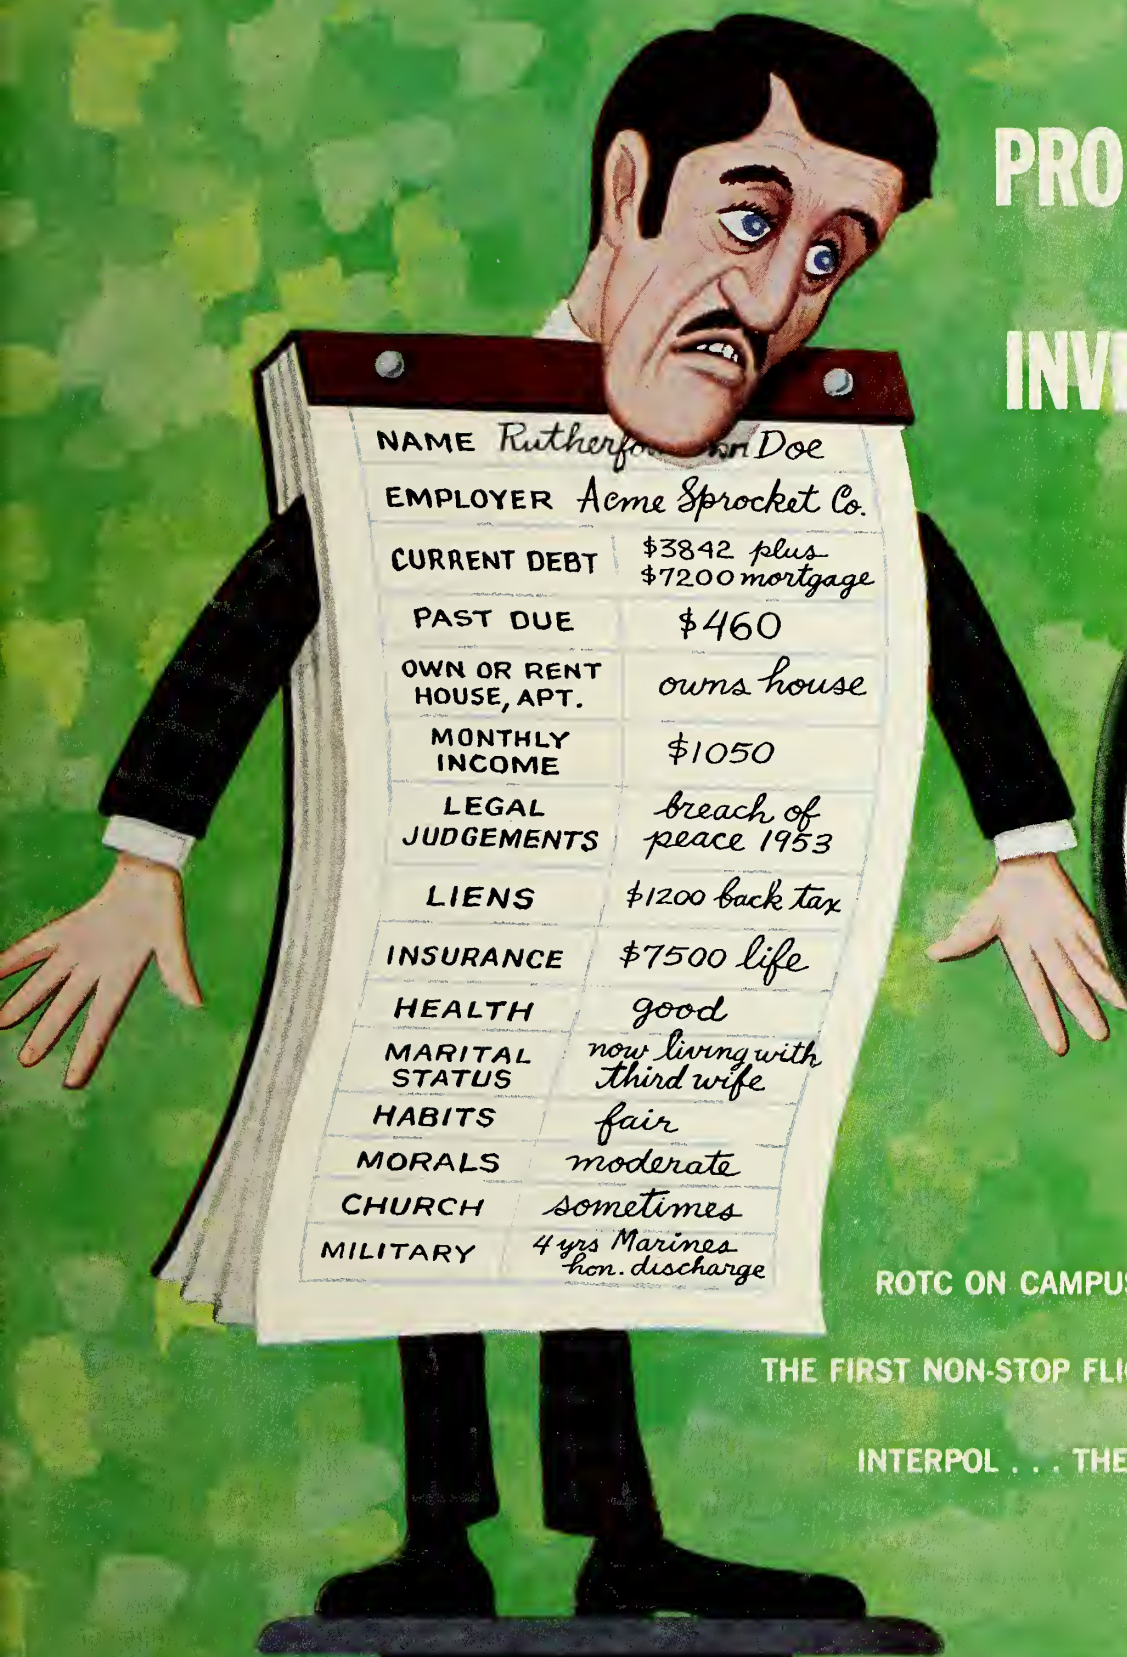 PRO
INV
NAME Doe
EMPLOYER Acme Sprocket Co.
CURRENT DEBT $3842 plus
$7200 mortgage
PAST DUE $460
OWN OR RENT
HOUSE, APT. owns house
MONTHLY
INCOME $1050
LEGAL
JUDGEMENTS breach of
peace 1953
LIENS $1200 back tax
INSURANCE $7500 life
HEALTH good
MARITAL
STATUS now living with
third wife
HABITS fair
MORALS moderate
CHURCH sometimes
MILITARY 4 yrs Marines
hon. discharge
ROTC ON CAMPUS
THE FIRST NON-STOP FLI
INTERPOL . . . THE